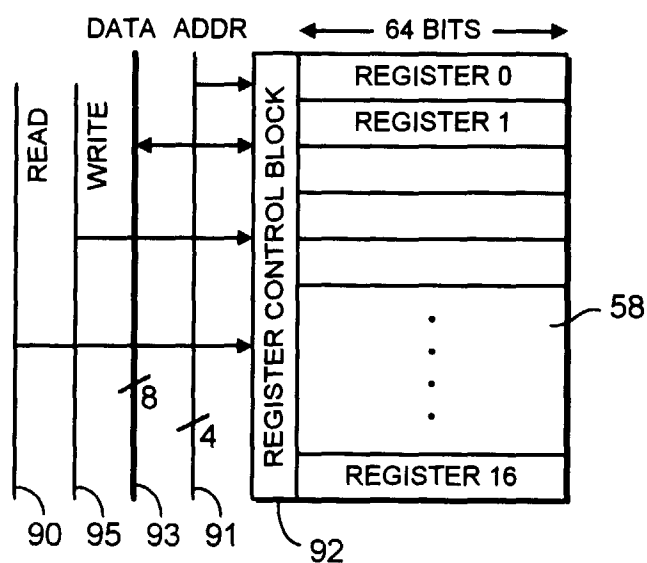 DATA ADDR
64 BITS
READ
WRITE
REGISTER CONTROL BLOCK
REGISTER 0
REGISTER 1
58
8
4
REGISTER 16
90
95
93
91
92